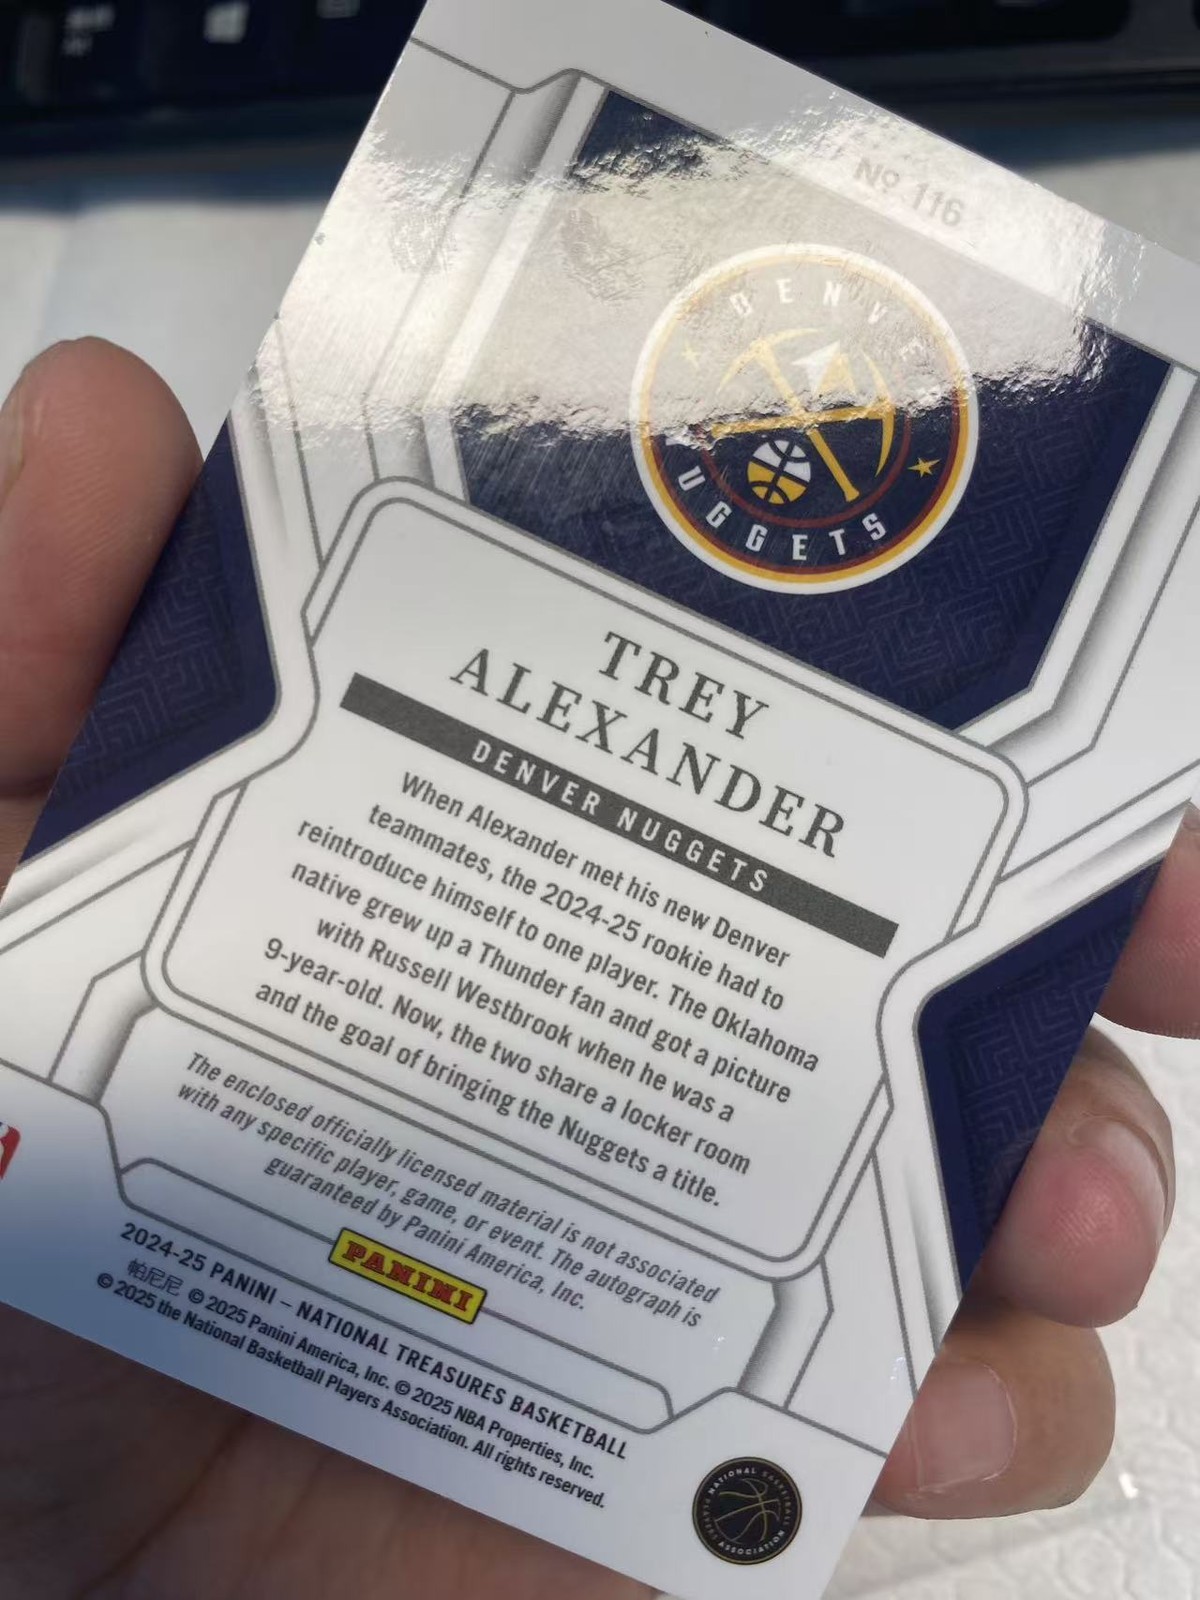 No 116
DENVER
NUGGETS
TREY
ALEXANDER
DENVER NUGGETS
When Alexander met his new Denver
teammates, the 2024-25 rookie had to
reintroduce himself to one player. The Oklahoma
native grew up a Thunder fan and got a picture
with Russell Westbrook when he was a
9-year-old. Now, the two share a locker room
and the goal of bringing the Nuggets a title.
The enclosed officially licensed material is not associated
with any specific player, game, or event. The autograph is
guaranteed by Panini America, Inc.
PANINI
2024-25 PANINI – NATIONAL TREASURES BASKETBALL
帕尼尼 © 2025 Panini America, Inc. © 2025 NBA Properties, Inc.
© 2025 the National Basketball Players Association. All rights reserved.
NATIONAL BASKETBALL
PLAYERS ASSOCIATION